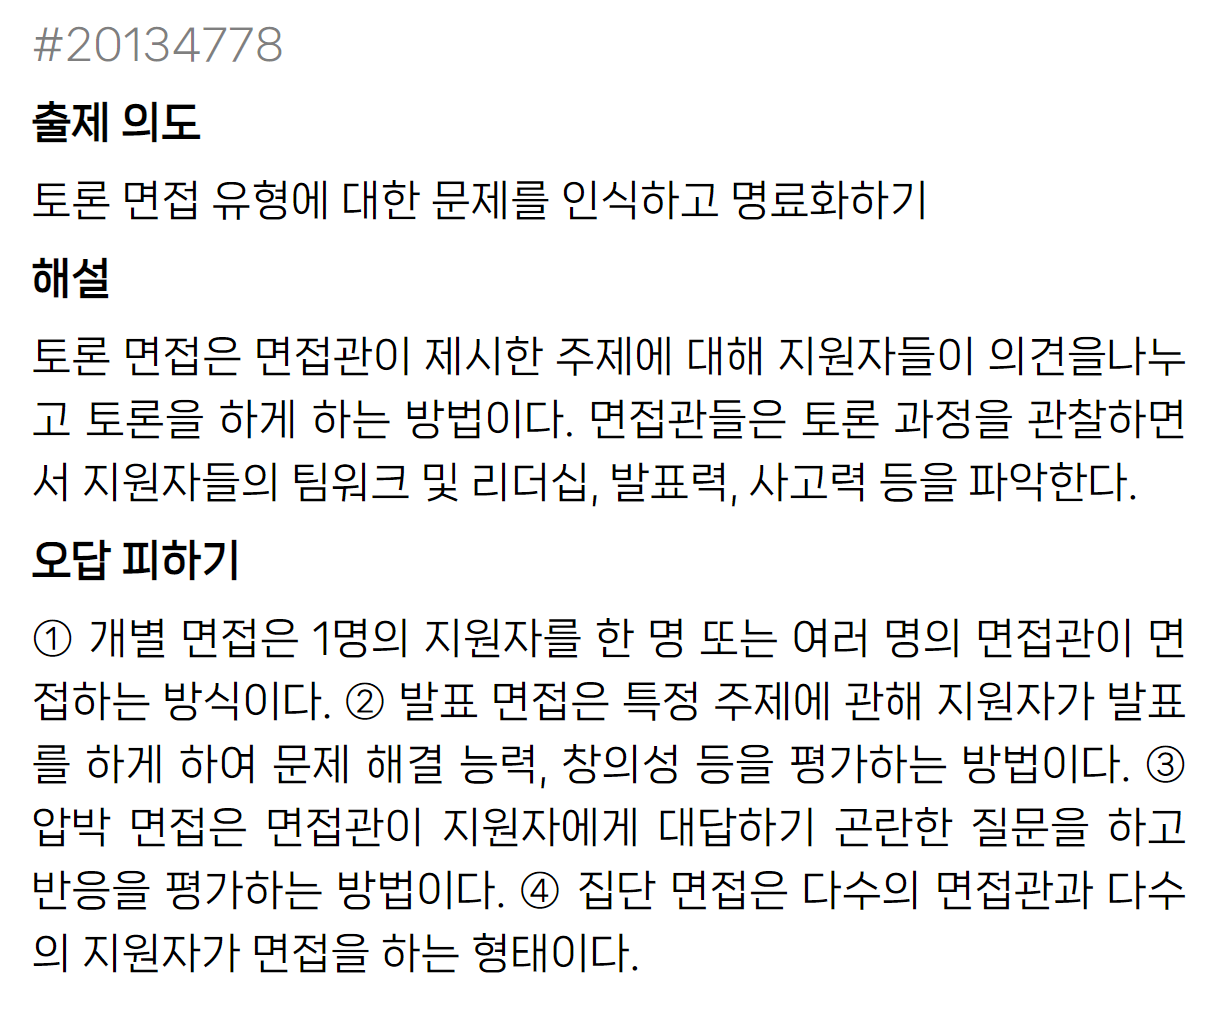 #20134778
출제 의도
토론 면접 유형에 대한 문제를 인식하고 명료화하기
해설
토론 면접은 면접관이 제시한 주제에 대해 지원자들이 의견을나누
고 토론을 하게 하는 방법이다. 면접관들은 토론 과정을 관찰하면
서 지원자들의 팀워크 및 리더십, 발표력, 사고력 등을 파악한다.
오답 피하기
① 개별 면접은 1명의 지원자를 한 명 또는 여러 명의 면접관이 면
접하는 방식이다. ② 발표 면접은 특정 주제에 관해 지원자가 발표
를 하게 하여 문제 해결 능력, 창의성 등을 평가하는 방법이다. ③
압박 면접은 면접관이 지원자에게 대답하기 곤란한 질문을 하고
반응을 평가하는 방법이다. ④ 집단 면접은 다수의 면접관과 다수
의 지원자가 면접을 하는 형태이다.